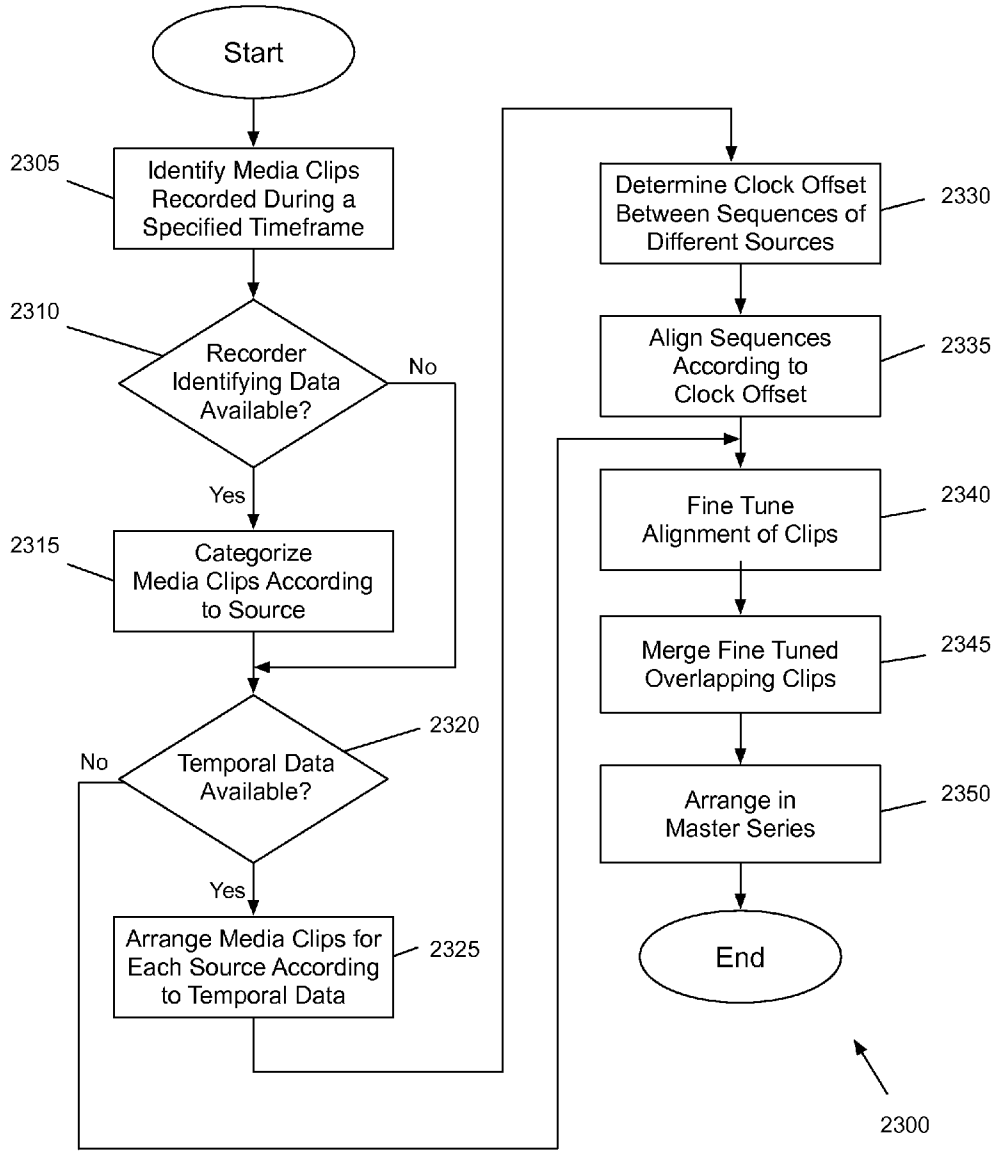 Start
2305
Identify Media Clips
Recorded During a
Specified Timeframe
2310
Recorder
Identifying Data
Available?
No
Yes
2315
Categorize
Media Clips According
to Source
2320
No
Temporal Data
Available?
Yes
Arrange Media Clips for
Each Source According
to Temporal Data
2325
Determine Clock Offset
Between Sequences of
Different Sources
2330
Align Sequences
According to
Clock Offset
2335
Fine Tune
Alignment of Clips
2340
Merge Fine Tuned
Overlapping Clips
2345
Arrange in
Master Series
2350
End
2300